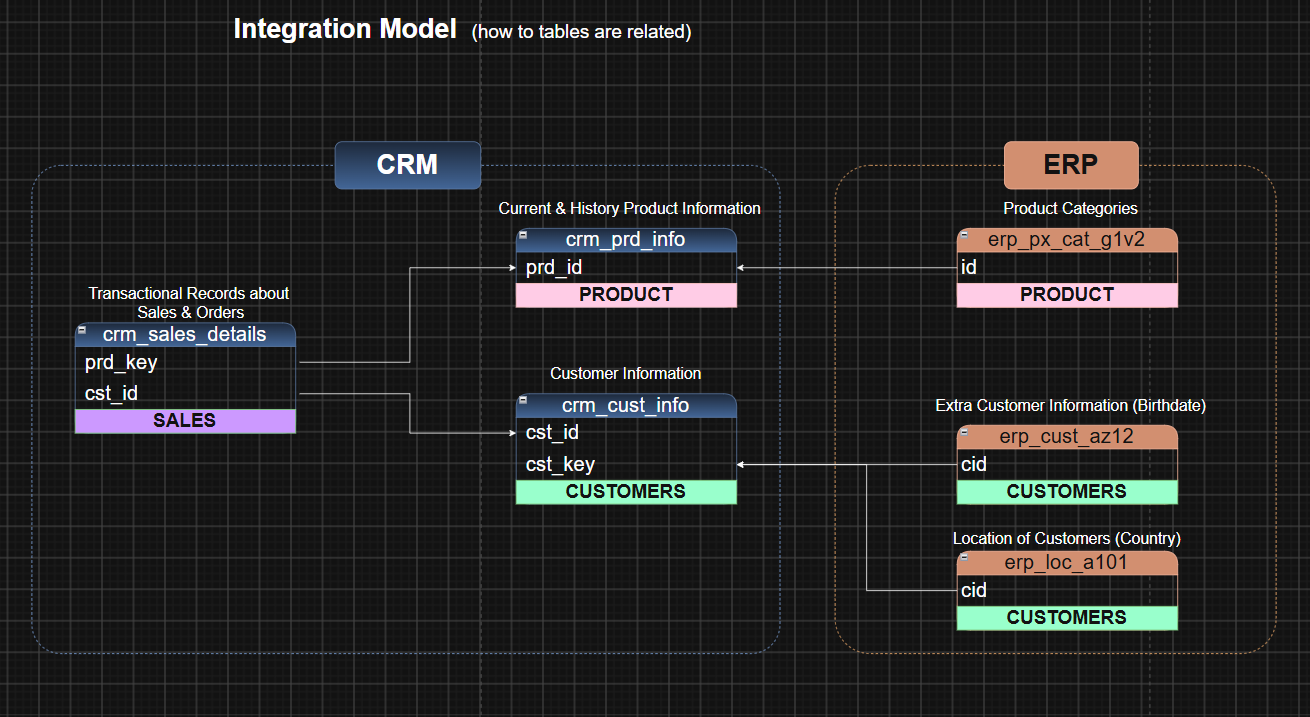 Integration Model (how to tables are related)
CRM
Current & History Product Information
crm_prd_info
prd_id
PRODUCT
Transactional Records about
Sales & Orders
crm_sales_details
prd_key
cst_id
SALES
Customer Information
crm_cust_info
cst_id
cst_key
CUSTOMERS
ERP
Product Categories
erp_px_cat_g1v2
id
PRODUCT
Extra Customer Information (Birthdate)
erp_cust_az12
cid
CUSTOMERS
Location of Customers (Country)
erp_loc_a101
cid
CUSTOMERS